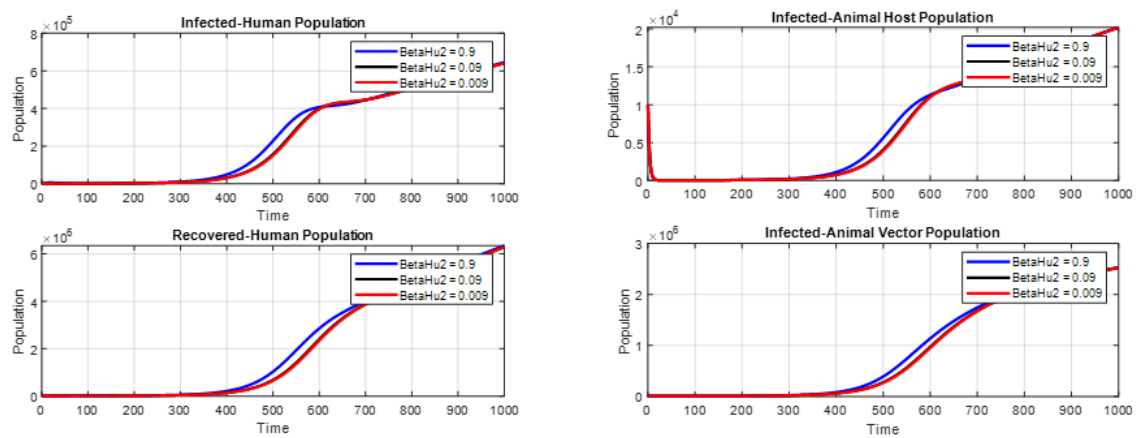 Infected-Human Population
×10^5
8
6
4
2
0
Population
BetaHu2 = 0.9
BetaHu2 = 0.09
BetaHu2 = 0.009
0 100 200 300 400 500 600 700 800 900 1000
Time
Infected-Animal Host Population
×10^4
2
1.5
1
0.5
0
Population
BetaHu2 = 0.9
BetaHu2 = 0.09
BetaHu2 = 0.009
0 100 200 300 400 500 600 700 800 900 1000
Time
Recovered-Human Population
×10^6
6
4
2
0
Population
BetaHu2 = 0.9
BetaHu2 = 0.09
BetaHu2 = 0.009
0 100 200 300 400 500 600 700 800 900 1000
Time
Infected-Animal Vector Population
×10^6
3
2
1
0
Population
BetaHu2 = 0.9
BetaHu2 = 0.09
BetaHu2 = 0.009
0 100 200 300 400 500 600 700 800 900 1000
Time